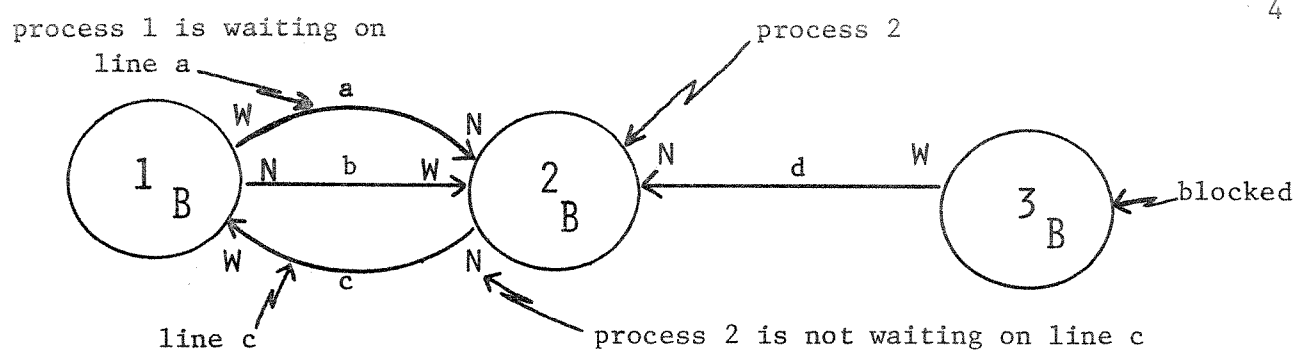 4
process 1 is waiting on
line a
process 2
a
W
N
N
b
W
N
d
W
1
B
2
B
3
B
blocked
W
c
N
line c
process 2 is not waiting on line c